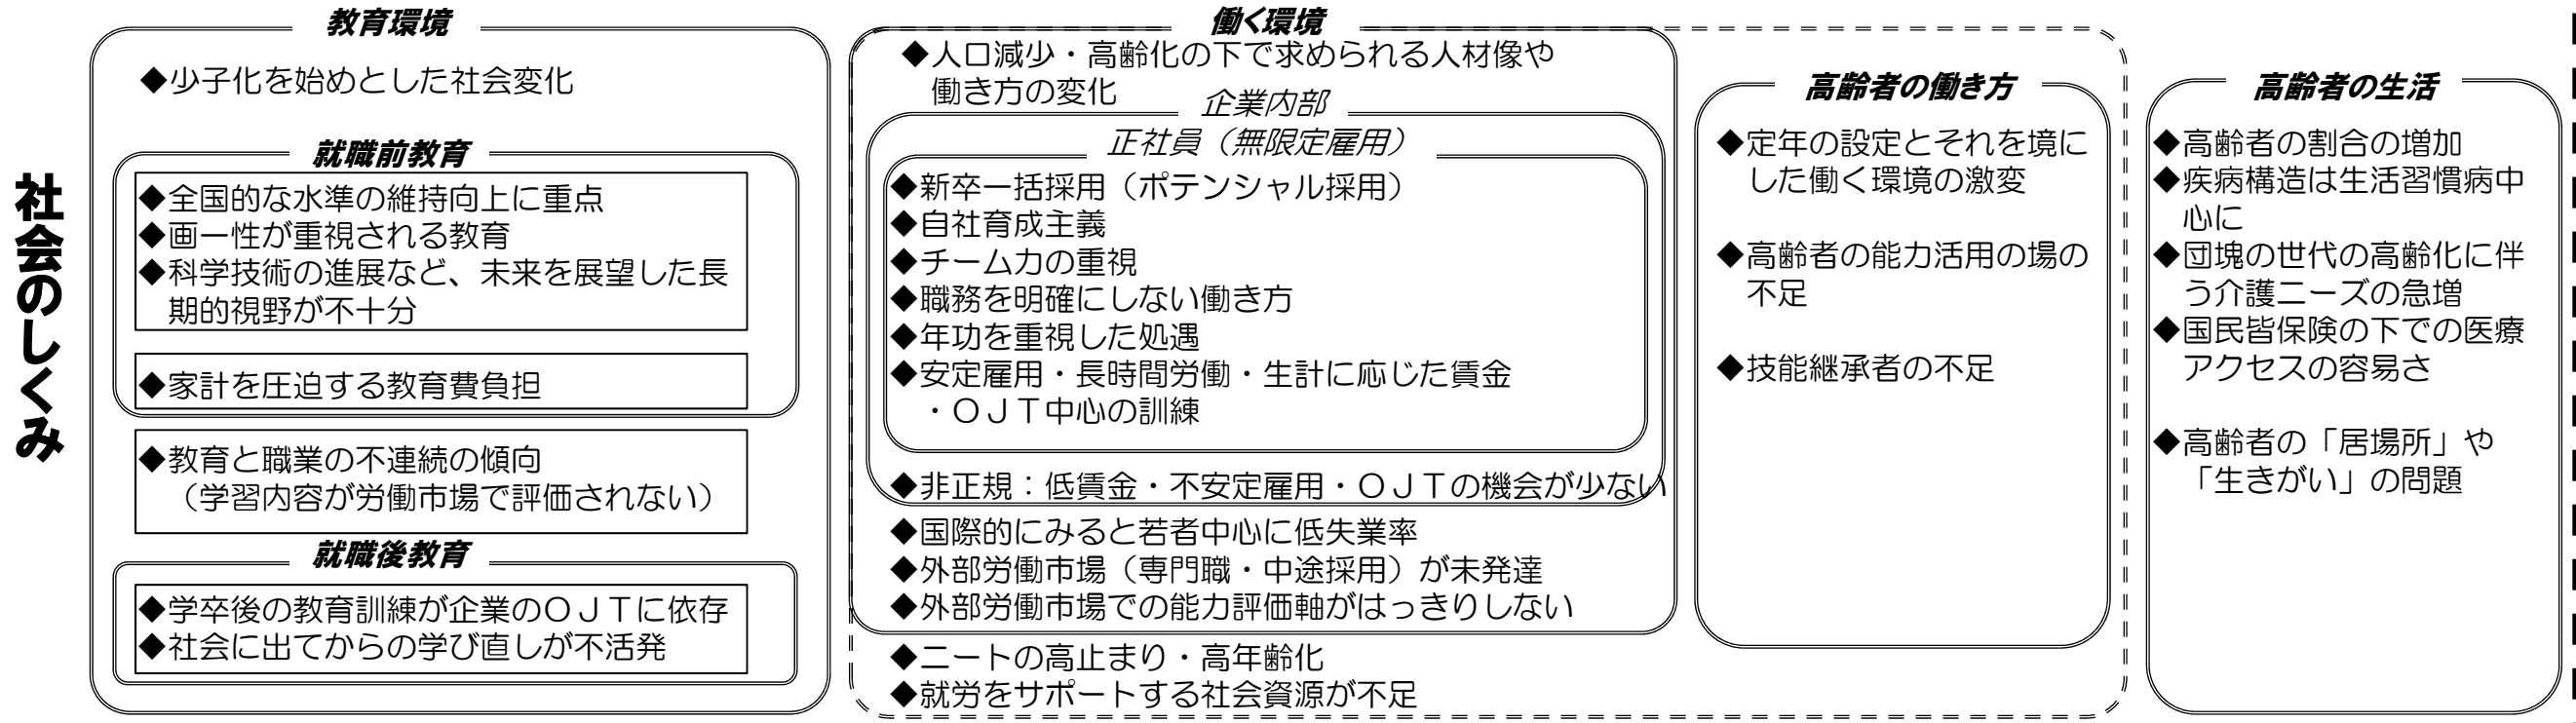 社会のしくみ
教育環境
◆少子化を始めとした社会変化
就職前教育
◆全国的な水準の維持向上に重点
◆画一性が重視される教育
◆科学技術の進展など、未来を展望した長
期的視野が不十分
◆家計を圧迫する教育費負担
◆教育と職業の不連続の傾向
（学習内容が労働市場で評価されない）
就職後教育
◆学卒後の教育訓練が企業のＯＪＴに依存
◆社会に出てからの学び直しが不活発
働く環境
◆人口減少・高齢化の下で求められる人材像や
働き方の変化
企業内部
正社員（無限定雇用）
◆新卒一括採用（ポテンシャル採用）
◆自社育成主義
◆チーム力の重視
◆職務を明確にしない働き方
◆年功を重視した処遇
◆安定雇用・長時間労働・生計に応じた賃金
・ＯＪＴ中心の訓練
◆非正規：低賃金・不安定雇用・ＯＪＴの機会が少ない
◆国際的にみると若者中心に低失業率
◆外部労働市場（専門職・中途採用）が未発達
◆外部労働市場での能力評価軸がはっきりしない
◆ニートの高止まり・高年齢化
◆就労をサポートする社会資源が不足
高齢者の働き方
◆定年の設定とそれを境に
した働く環境の激変
◆高齢者の能力活用の場の
不足
◆技能継承者の不足
高齢者の生活
◆高齢者の割合の増加
◆疾病構造は生活習慣病中
心に
◆団塊の世代の高齢化に伴
う介護ニーズの急増
◆国民皆保険の下での医療
アクセスの容易さ
◆高齢者の「居場所」や
「生きがい」の問題